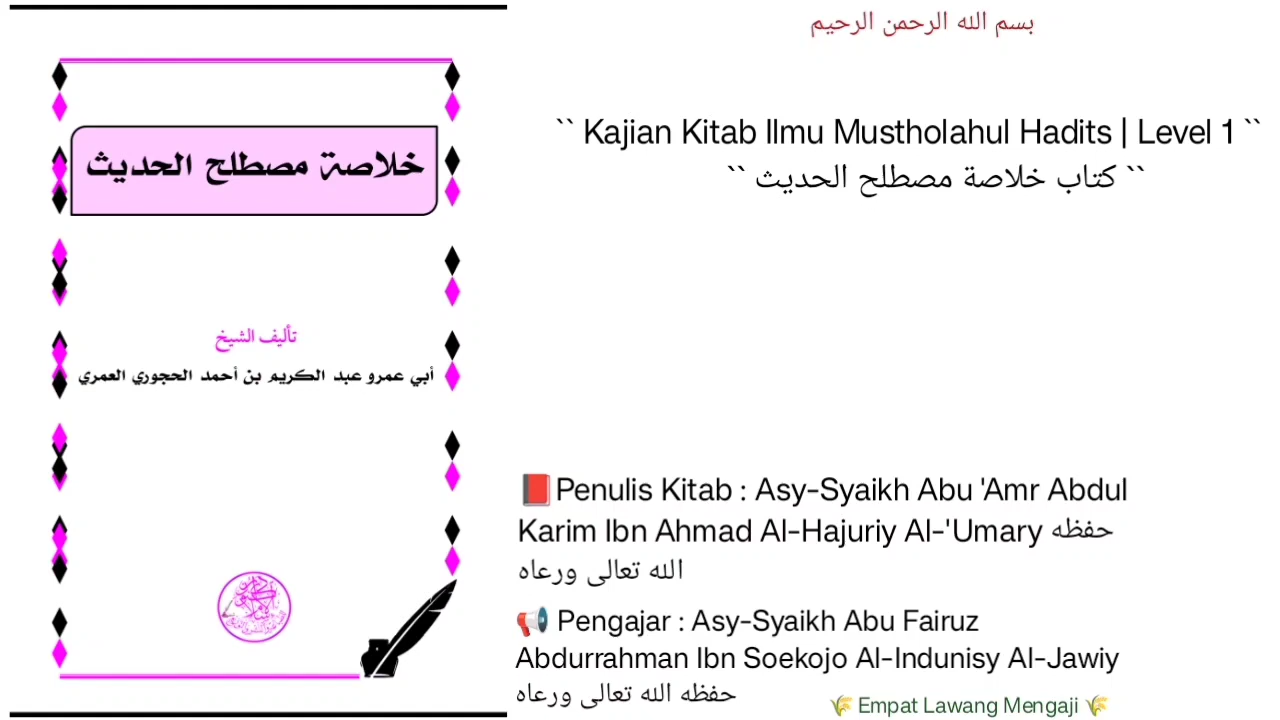 خلاصة مصطلح الحديث
تأليف الشيخ
أبي عمرو عبد الكريم بن أحمد الحجوري العمري
بسم الله الرحمن الرحيم
`` Kajian Kitab Ilmu Mustholahul Hadits | Level 1 ``
`` كتاب خلاصة مصطلح الحديث ``
📕Penulis Kitab : Asy-Syaikh Abu 'Amr Abdul
Karim Ibn Ahmad Al-Hajuriy Al-'Umary حفظه
الله تعالى ورعاه
📢 Pengajar : Asy-Syaikh Abu Fairuz
Abdurrahman Ibn Soekojo Al-Indunisy Al-Jawiy
حفظه الله تعالى ورعاه
🌾 Empat Lawang Mengaji 🌾